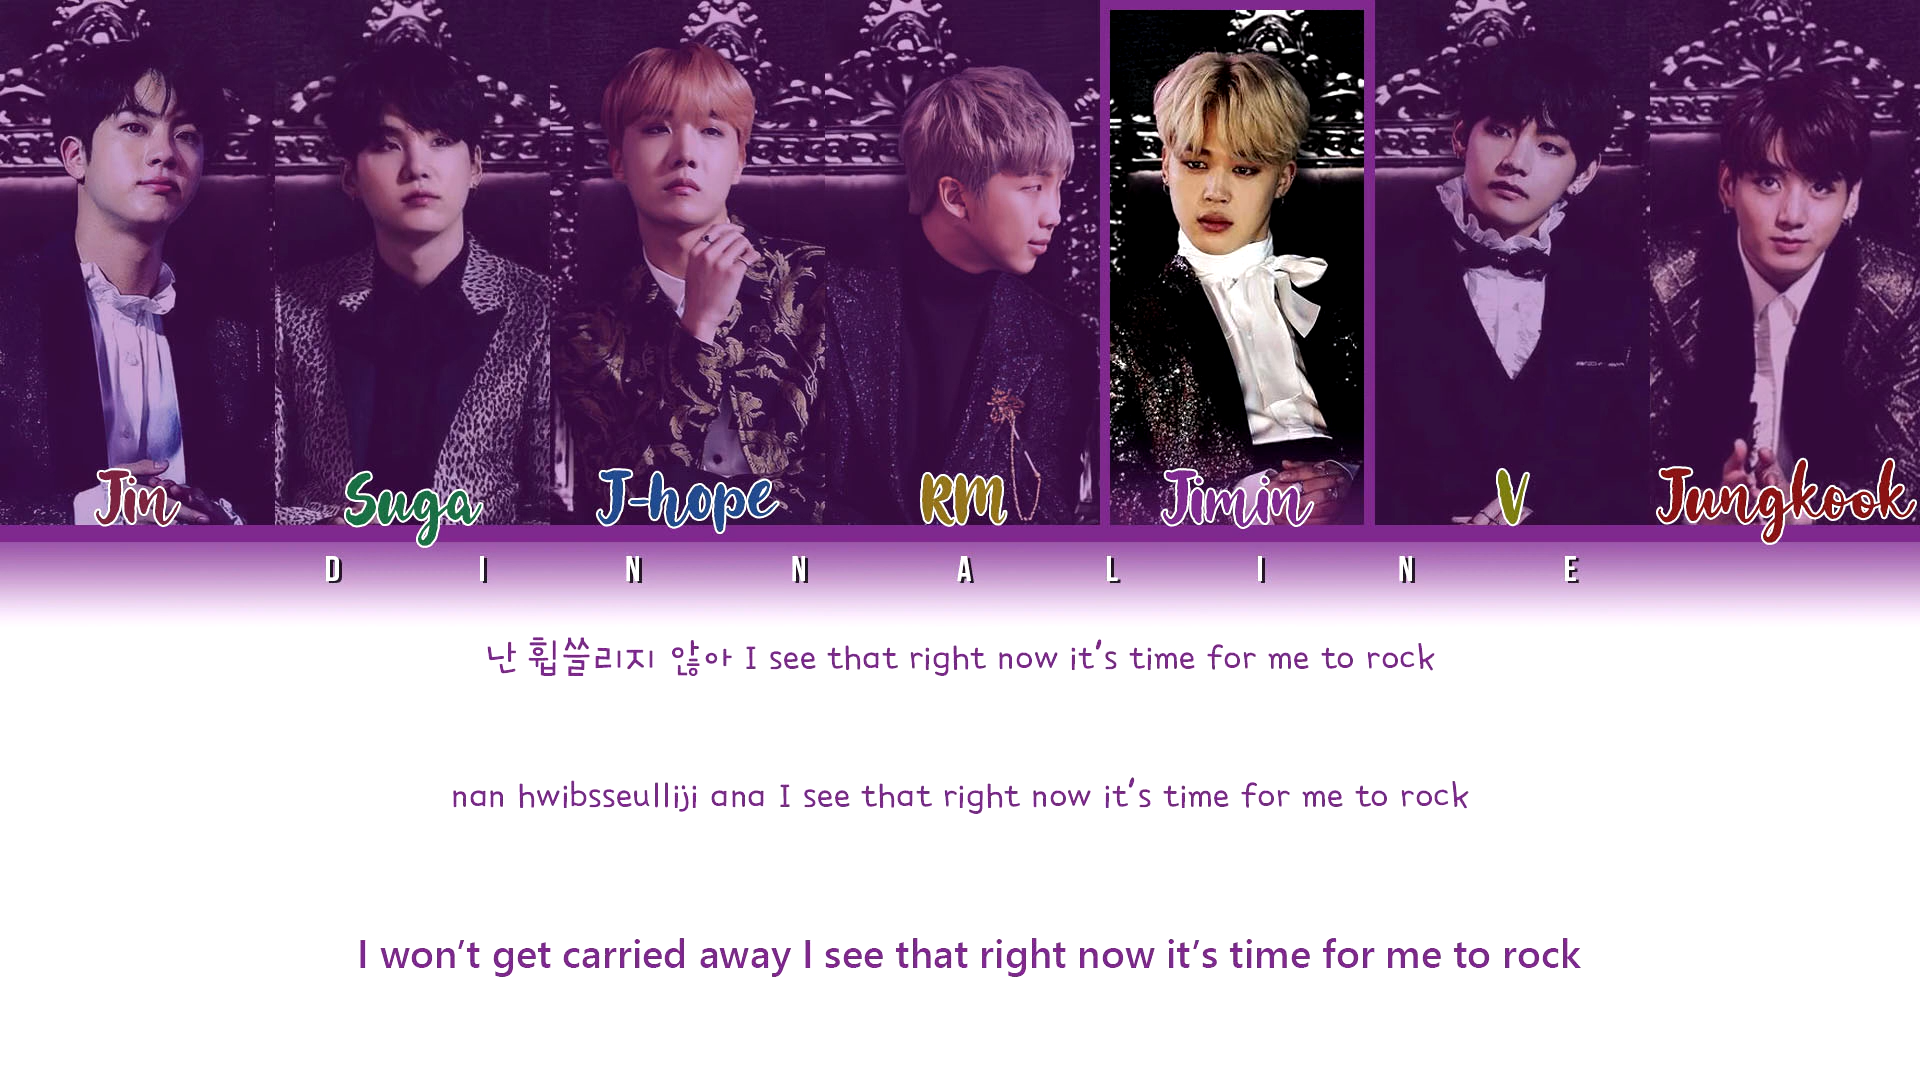 Jin
Suga
J-hope
RM
Jimin
V
Jungkook
D I N N A L I N E
난 휩쓸리지 않아 I see that right now it's time for me to rock
nan hwibsseulliji ana I see that right now it's time for me to rock
I won't get carried away I see that right now it's time for me to rock